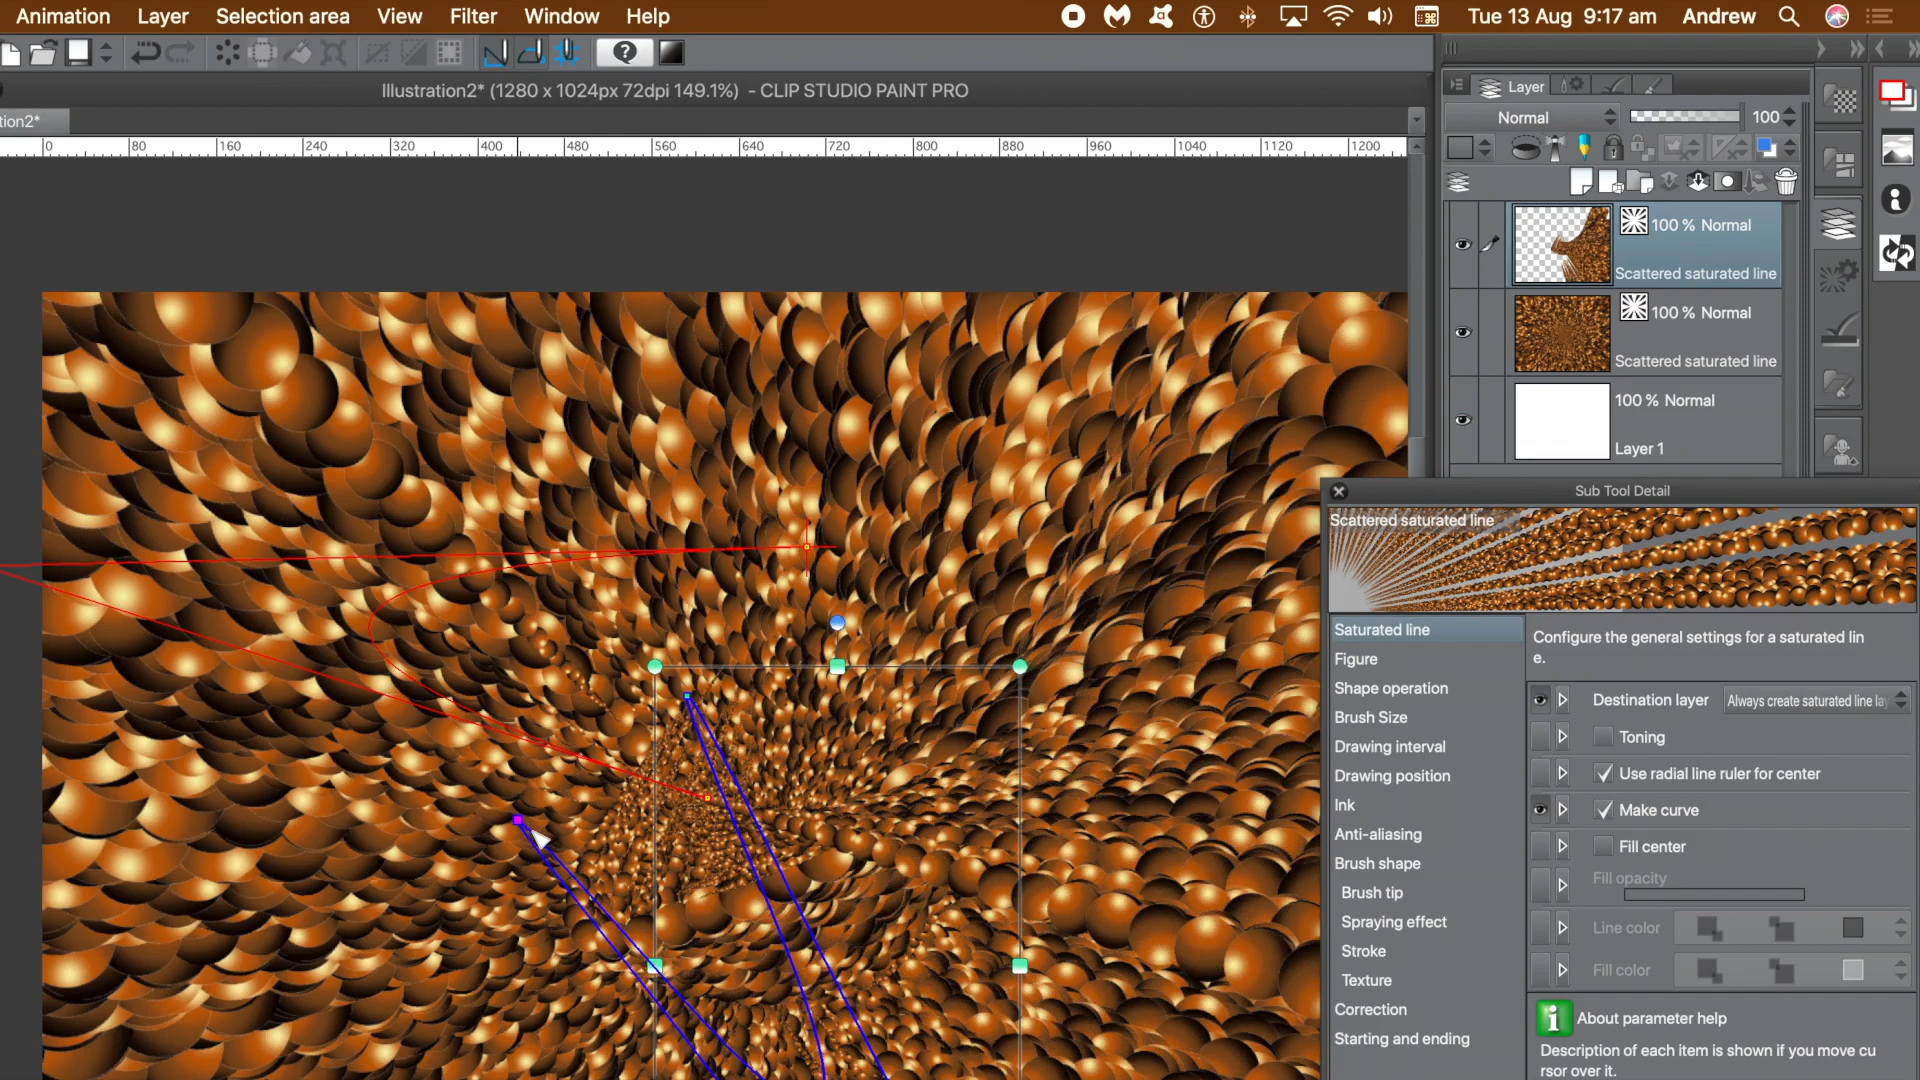 Animation Layer Selection area View Filter Window Help Tue 13 Aug 9:17 am Andrew
Illustration2* (1280 x 1024px 72dpi 149.1%) - CLIP STUDIO PAINT PRO
tion2*
0 80 160 240 320 400 480 560 640 720 800 880 960 1040 1120 1200
Layer
Normal 100
100 % Normal
Scattered saturated line
100 % Normal
Scattered saturated line
100 % Normal
Layer 1
Sub Tool Detail
Scattered saturated line
Saturated line
Figure
Shape operation
Brush Size
Drawing interval
Drawing position
Ink
Anti-aliasing
Brush shape
Brush tip
Spraying effect
Stroke
Texture
Correction
Starting and ending
Configure the general settings for a saturated lin
e.
Destination layer Always create saturated line la
Toning
Use radial line ruler for center
Make curve
Fill center
Fill opacity
Line color
Fill color
About parameter help
Description of each item is shown if you move cu
rsor over it.